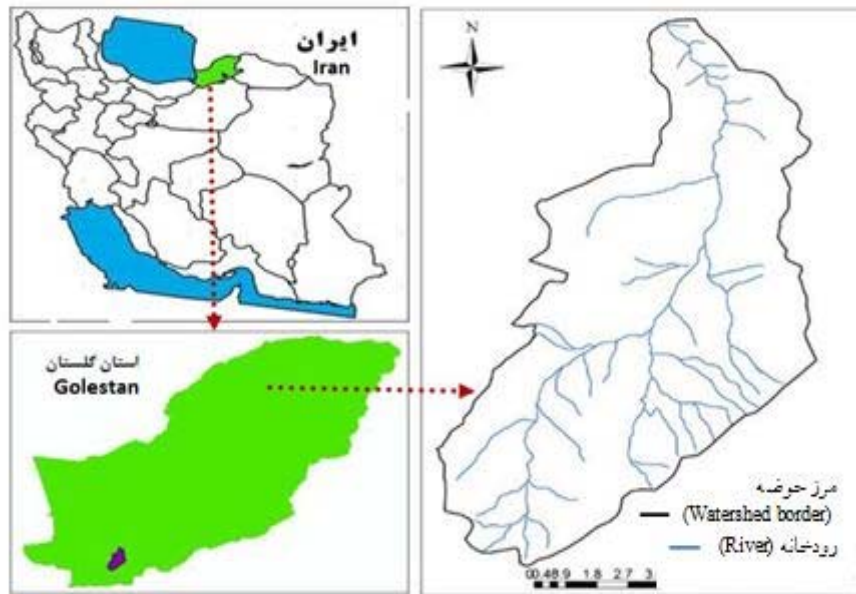 ایران
Iran
استان گلستان
Golestan
N
مرز حوضه
(Watershed border)
رودخانه (River)